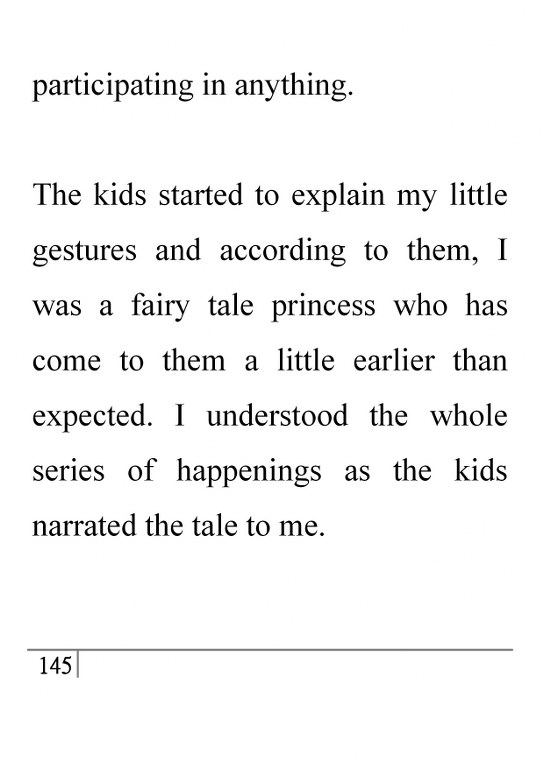 participating in anything.
The kids started to explain my little
gestures and according to them, I
was a fairy tale princess who has
come to them a little earlier than
expected. I understood the whole
series of happenings as the kids
narrated the tale to me.
145